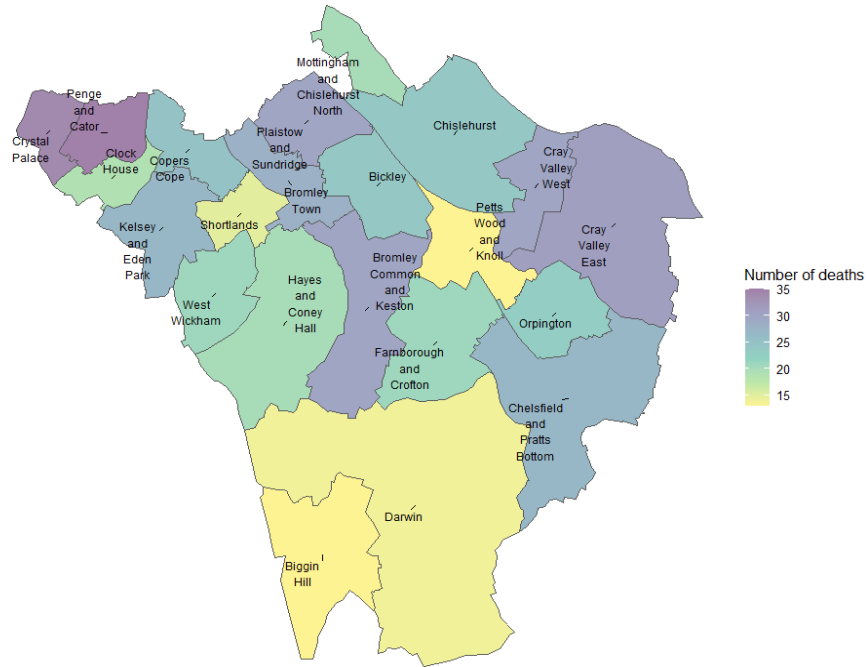 Mottingham
and
Chislehurst
North
Penge
and
Cator
Crystal
Palace
Clock
House
Copers
Cope
Plaistow
and
Sundridge
Chislehurst
Cray
Valley
West
Bickley
Bromley
Town
Shortlands
Kelsey
and
Eden
Park
Petts
Wood
and
Knoll
Cray
Valley
East
Bromley
Common
and
Keston
Hayes
and
Coney
Hall
West
Wickham
Orpington
Farnborough
and
Crofton
Chelsfield
and
Pratts
Bottom
Darwin
Biggin
Hill
Number of deaths
35
30
25
20
15